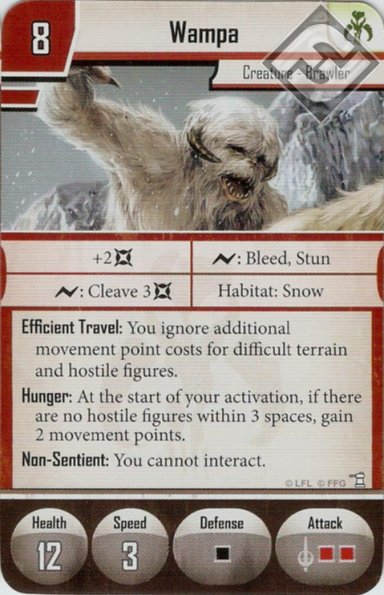 8
Wampa
Creature - Brawler
+2
: Bleed, Stun
: Cleave 3
Habitat: Snow
Efficient Travel: You ignore additional
movement point costs for difficult terrain
and hostile figures.
Hunger: At the start of your activation, if there
are no hostile figures within 3 spaces, gain
2 movement points.
Non-Sentient: You cannot interact.
© LFL © FFG
Health
Speed
Defense
Attack
12
3